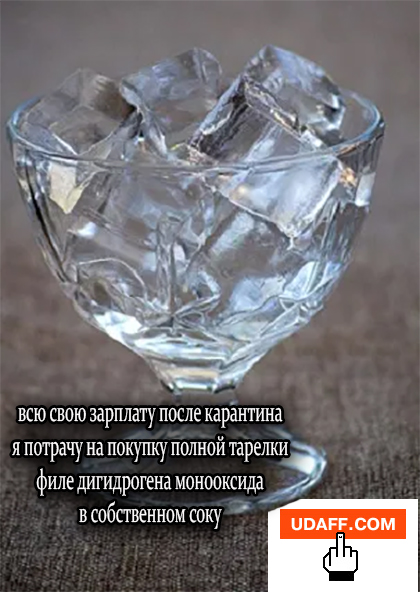 всю свою зарплату после карантина
я потрачу на покупку полной тарелки
филе дигидрогена монооксида
в собственном соку
UDAFF.COM